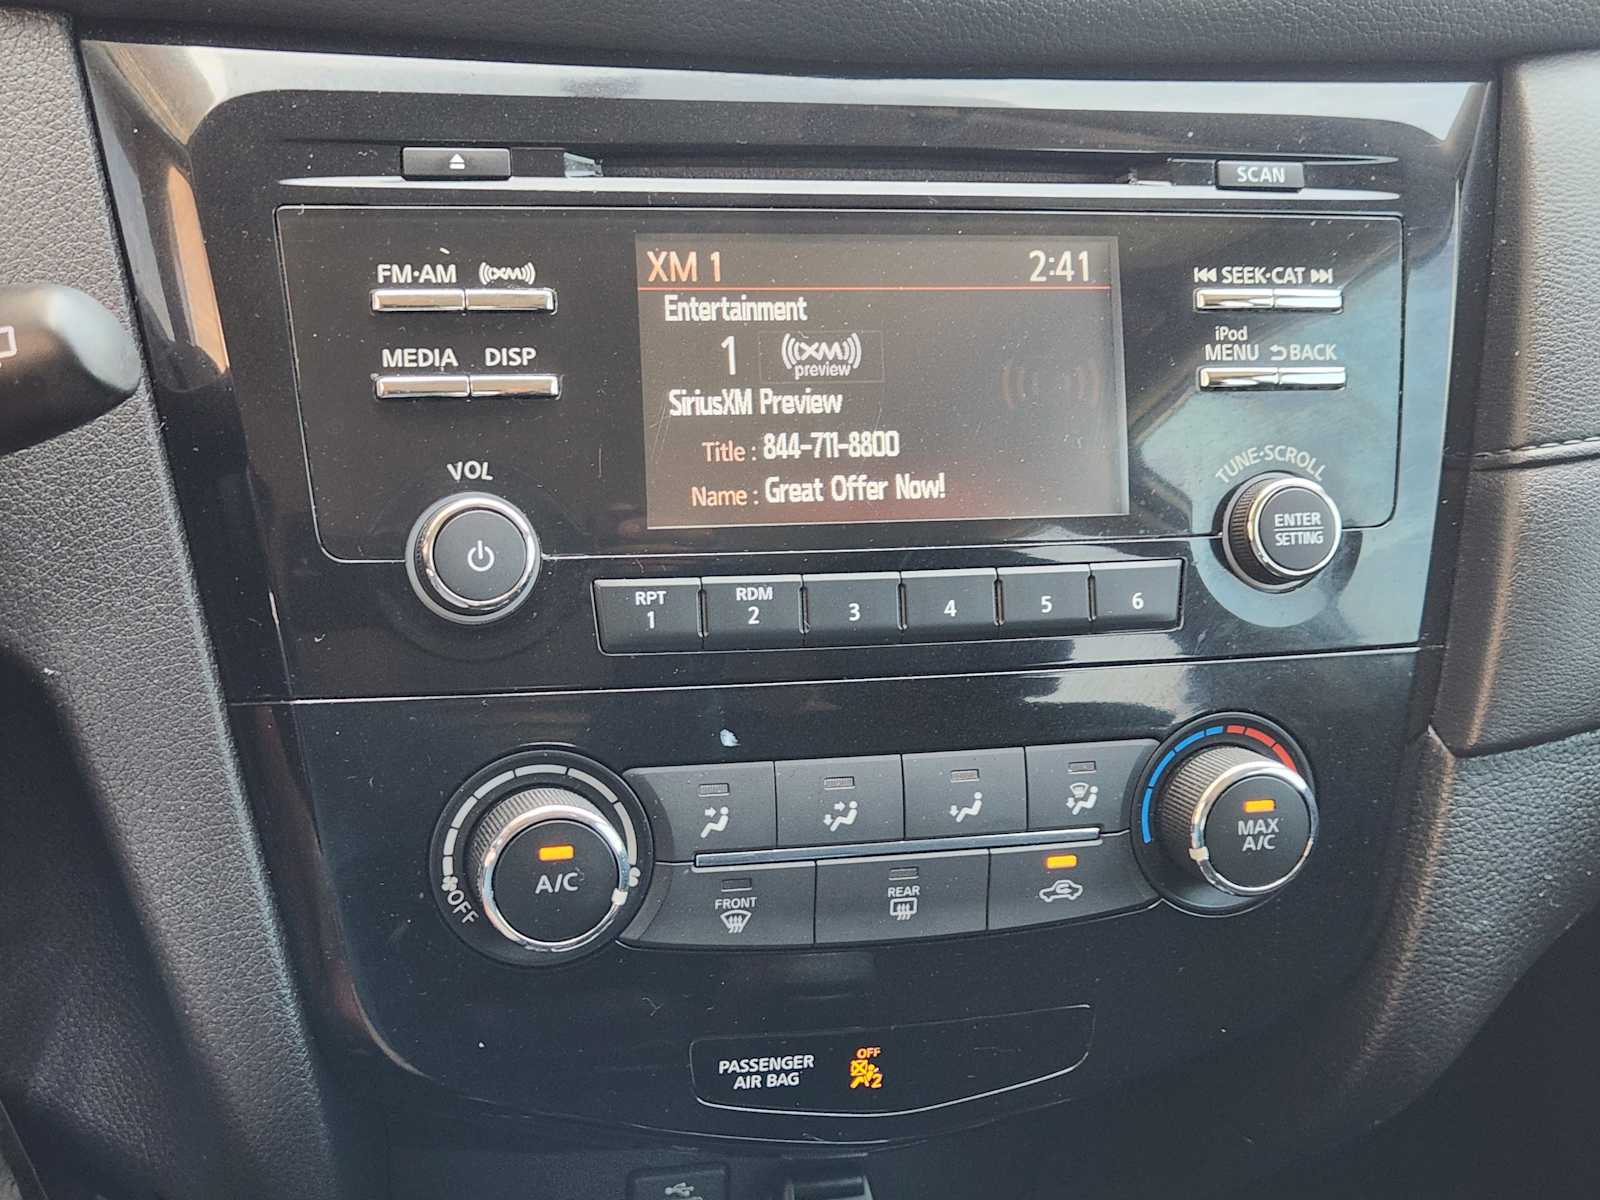 SCAN
FM·AM XM
XM 1 2:41
SEEK·CAT
Entertainment
1 XM
preview
iPod
MENU BACK
MEDIA DISP
SiriusXM Preview
Title : 844-711-8800
Name : Great Offer Now!
VOL
TUNE·SCROLL
ENTER
SETTING
RPT
1
RDM
2
3
4
5
6
A/C
OFF
MAX
A/C
FRONT
REAR
PASSENGER
AIR BAG
OFF
2